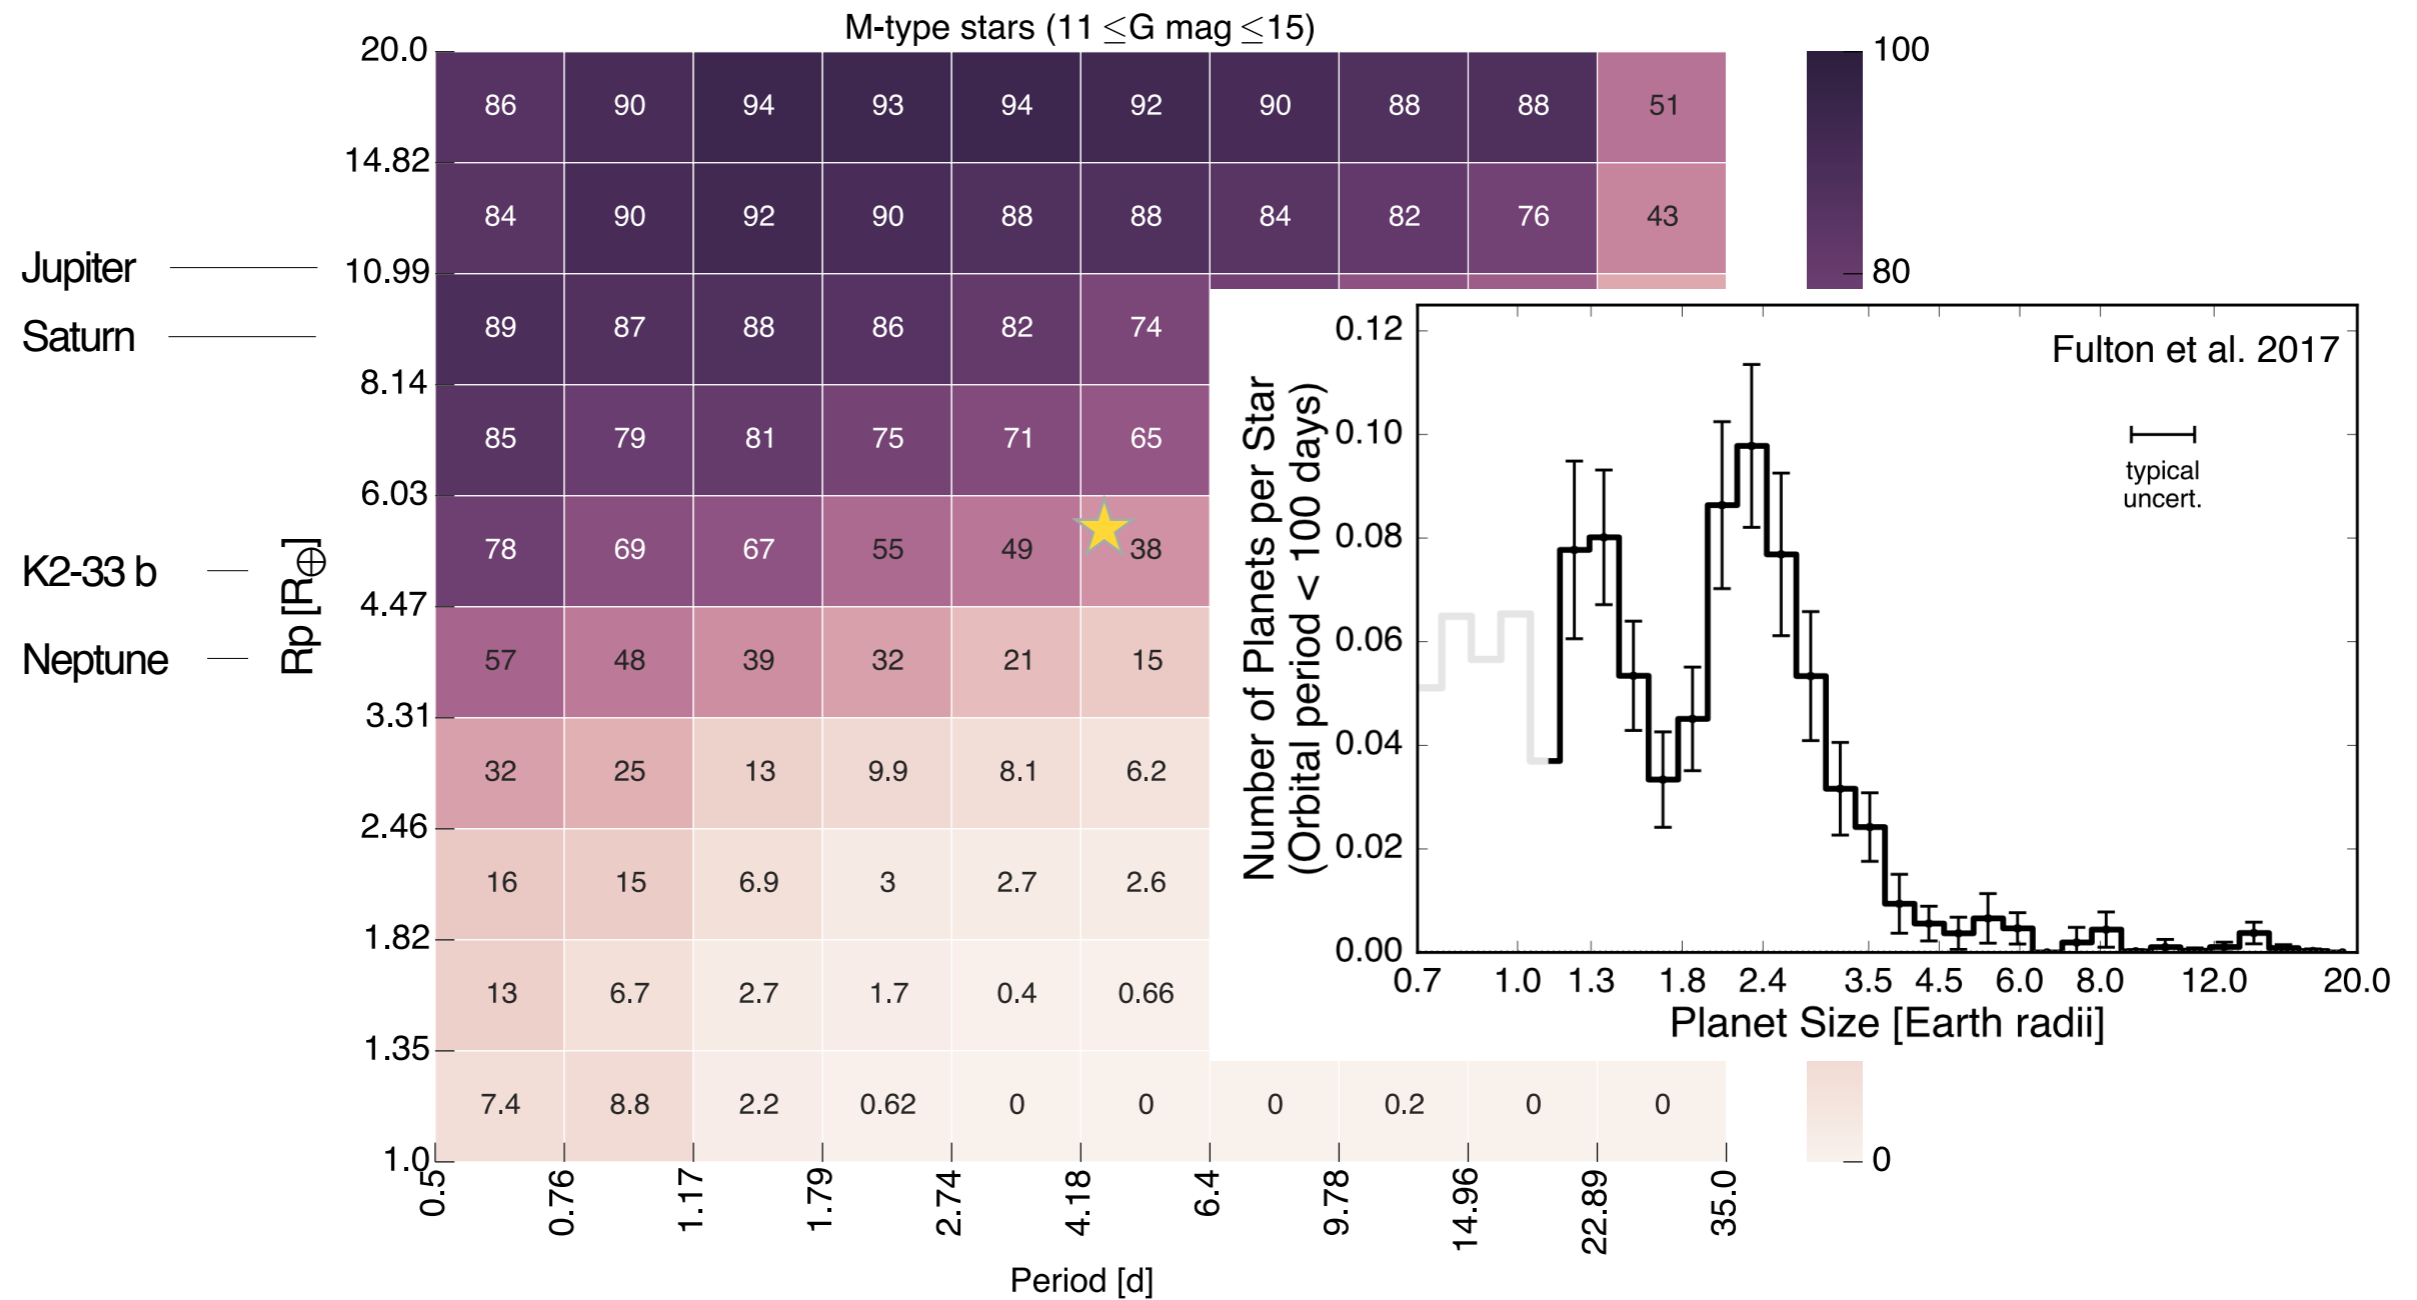 M-type stars (11 ≤G mag ≤15)
20.0
14.82
10.99
8.14
6.03
4.47
3.31
2.46
1.82
1.35
1.0
Jupiter
Saturn
K2-33 b
Neptune
Rp [R⊕]
86 90 94 93 94 92 90 88 88 51
84 90 92 90 88 88 84 82 76 43
89 87 88 86 82 74
85 79 81 75 71 65
78 69 67 55 49 38
57 48 39 32 21 15
32 25 13 9.9 8.1 6.2
16 15 6.9 3 2.7 2.6
13 6.7 2.7 1.7 0.4 0.66
7.4 8.8 2.2 0.62 0 0 0 0.2 0 0
0.5 0.76 1.17 1.79 2.74 4.18 6.4 9.78 14.96 22.89 35.0
Period [d]
100
80
0
Fulton et al. 2017
typical
uncert.
Number of Planets per Star
(Orbital period < 100 days)
0.12
0.10
0.08
0.06
0.04
0.02
0.00
0.7 1.0 1.3 1.8 2.4 3.5 4.5 6.0 8.0 12.0 20.0
Planet Size [Earth radii]